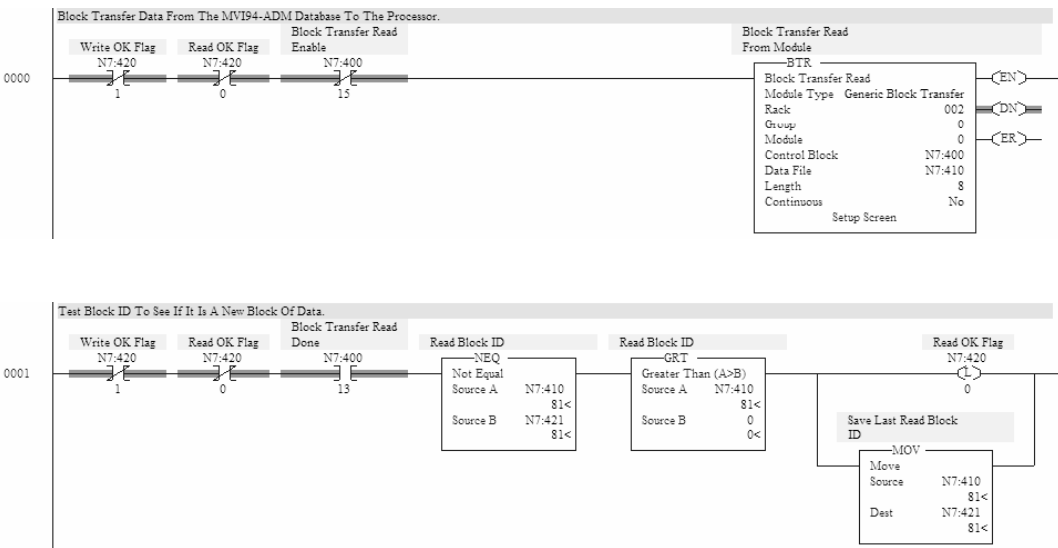 Block Transfer Data From The MVI94-ADM Database To The Processor.
Block Transfer Read
Write OK Flag Read OK Flag Enable
N7:420 N7:420 N7:400
1 0 15
Block Transfer Read
From Module
BTR
0000
Block Transfer Read
Module Type Generic Block Transfer
Rack 002
Group 0
Module 0
Control Block N7:400
Data File N7:410
Length 8
Continuous No
Setup Screen
EN
DN
ER
Test Block ID To See If It Is A New Block Of Data.
Block Transfer Read
Write OK Flag Read OK Flag Done
N7:420 N7:420 N7:400
0001
1 0 13
Read Block ID
NEQ
Not Equal
Source A N7:410
81<
Source B N7:421
81<
Read Block ID
GRT
Greater Than (A>B)
Source A N7:410
81<
Source B 0
0<
Read OK Flag
N7:420
L
0
Save Last Read Block
ID
MOV
Move
Source N7:410
81<
Dest N7:421
81<